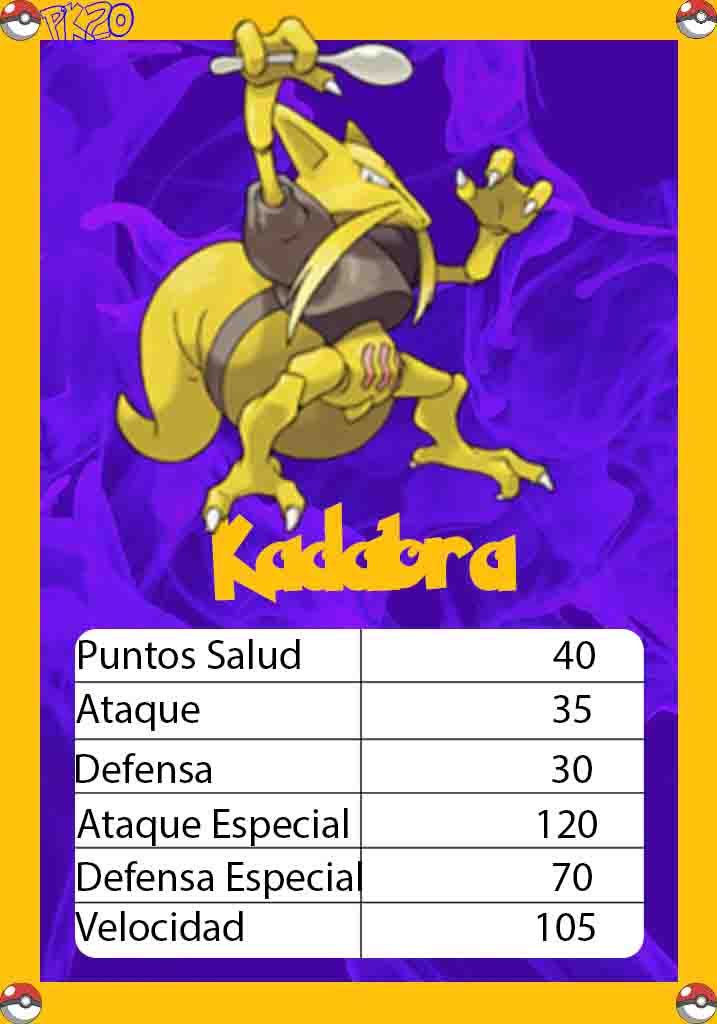 PK20
Kadabra
Puntos Salud 40
Ataque 35
Defensa 30
Ataque Especial 120
Defensa Especial 70
Velocidad 105